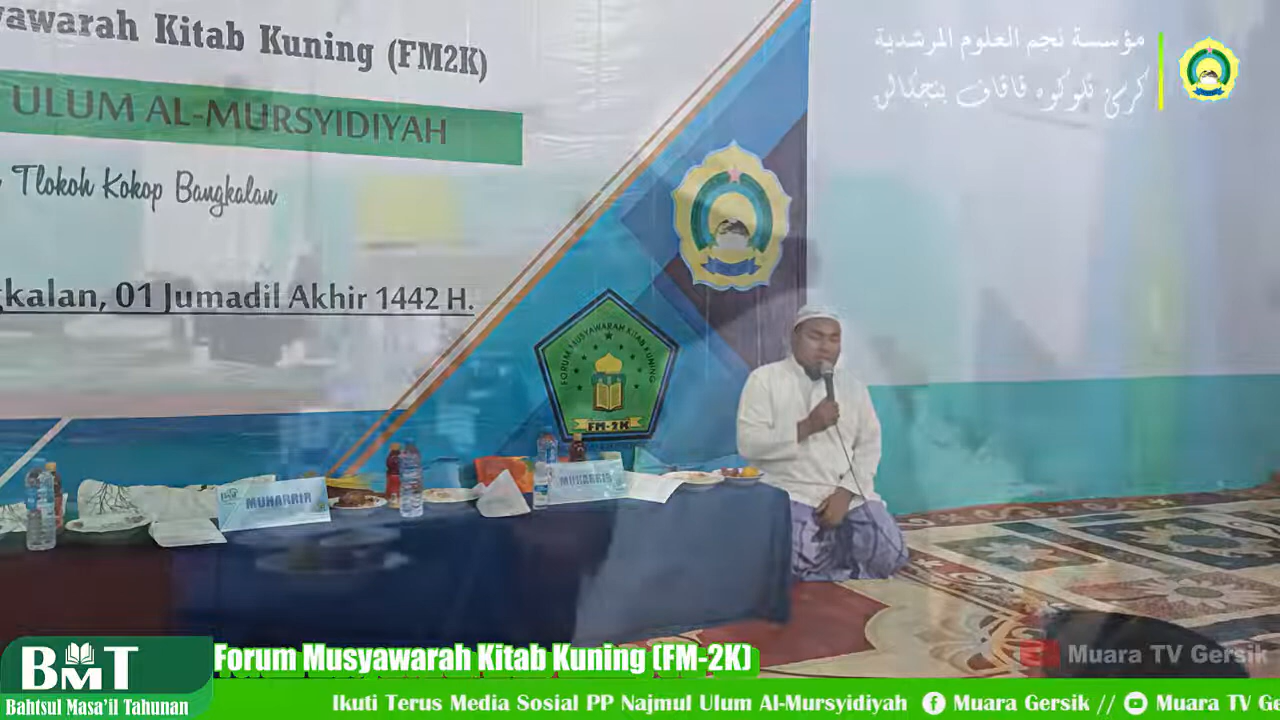 yawarah Kitab Kuning (FM2K)
ULUM AL-MURSYIDIYAH
Tlokoh Kokop Bangkalan
kalan, 01 Jumadil Akhir 1442 H.
مؤسسة نجم العلوم المرشدية
FORUM MUSYAWARAH KITAB KUNING
FM-2K
MUHARRIR
MUHARRIR
Muara TV Gersik
BMT
Bahtsul Masa'il Tahunan
Forum Musyawarah Kitab Kuning (FM-2K)
Ikuti Terus Media Sosial PP Najmul Ulum Al-Mursyidiyah Muara Gersik // Muara TV Ge